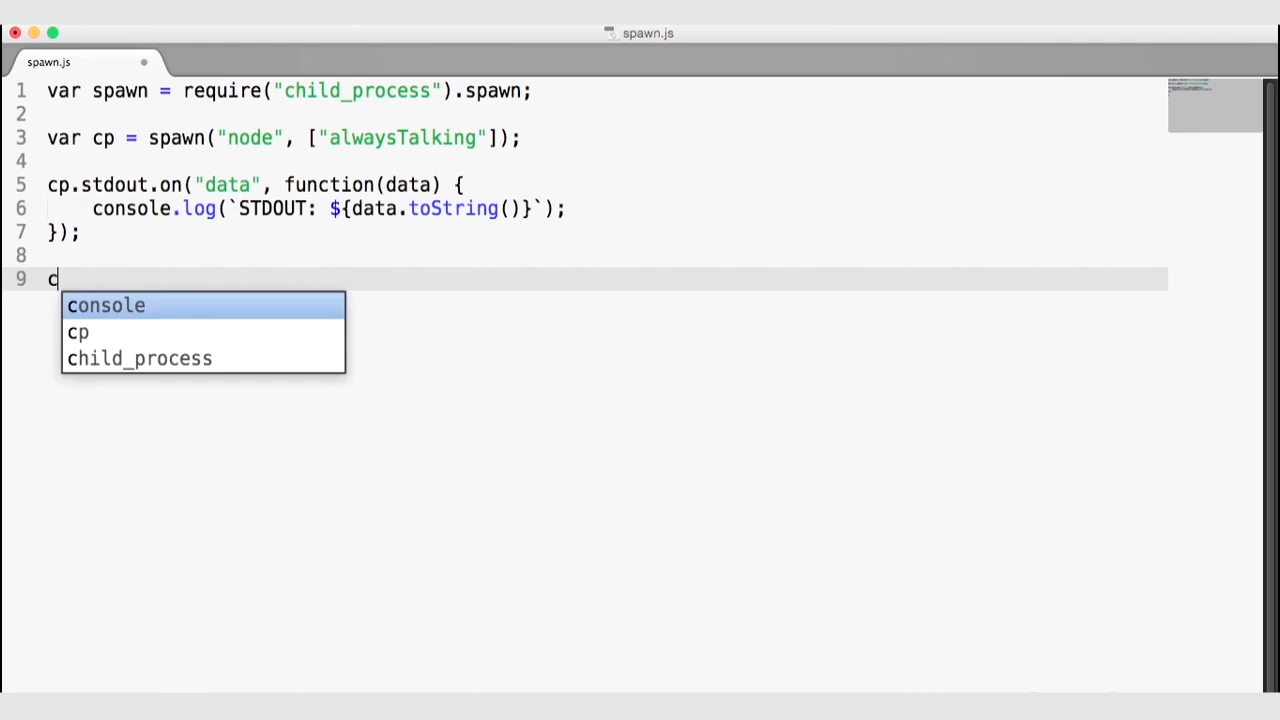 spawn.js
spawn.js
1 var spawn = require("child_process").spawn;
2
3 var cp = spawn("node", ["alwaysTalking"]);
4
5 cp.stdout.on("data", function(data) {
6     console.log(`STDOUT: ${data.toString()}`);
7 });
8
9 c
console
cp
child_process